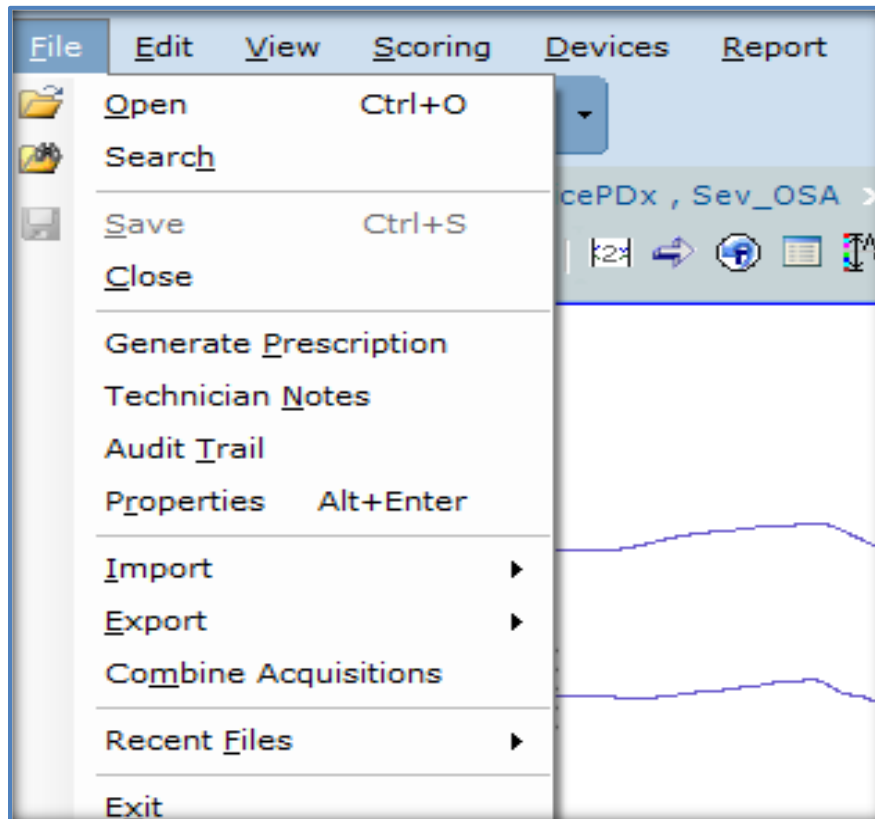 File Edit View Scoring Devices Report
Open Ctrl+O
Search
cePDx , Sev_OSA
Save Ctrl+S
Close
Generate Prescription
Technician Notes
Audit Trail
Properties Alt+Enter
Import
Export
Combine Acquisitions
Recent Files
Exit